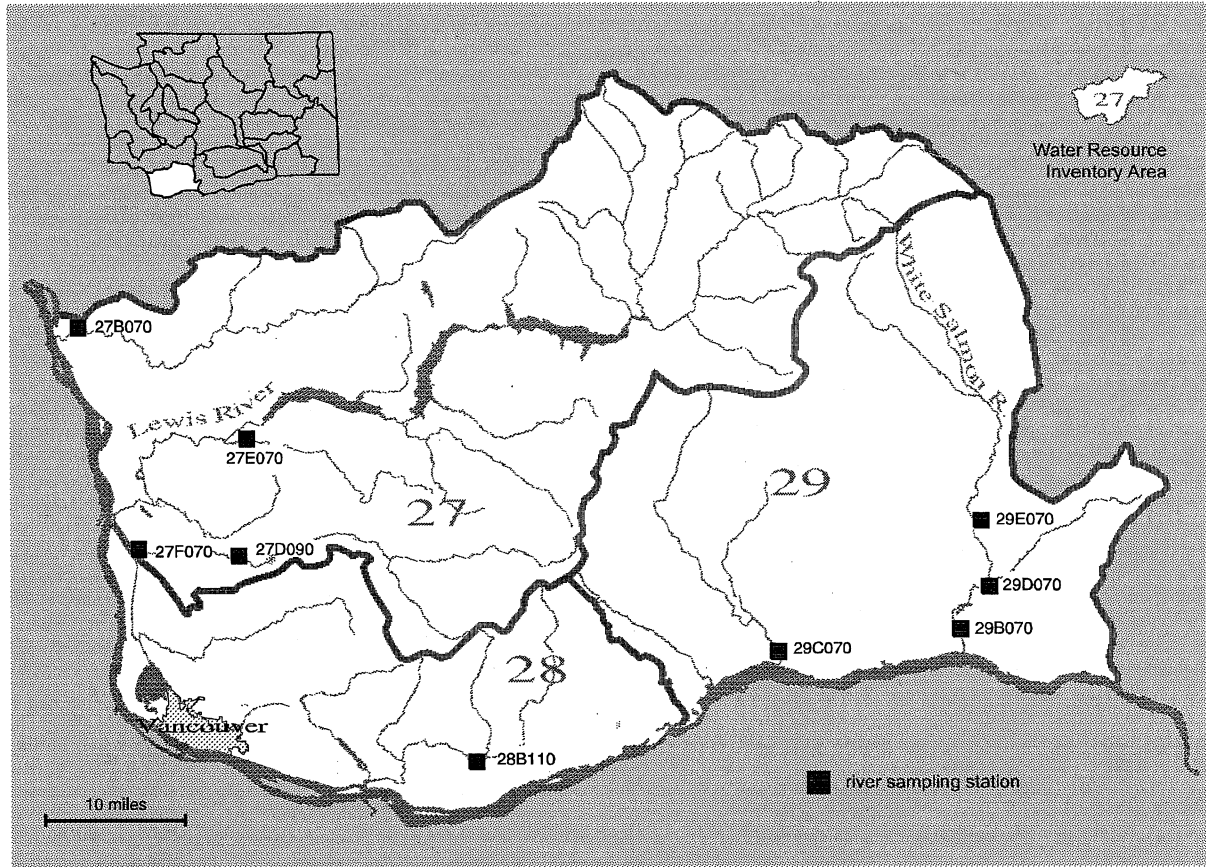 27
Water Resource
Inventory Area
White Salmon R.
27B070
Lewis River
27E070
27
29
29E070
27F070
27D090
29D070
29B070
29C070
28
Vancouver
28B110
river sampling station
10 miles